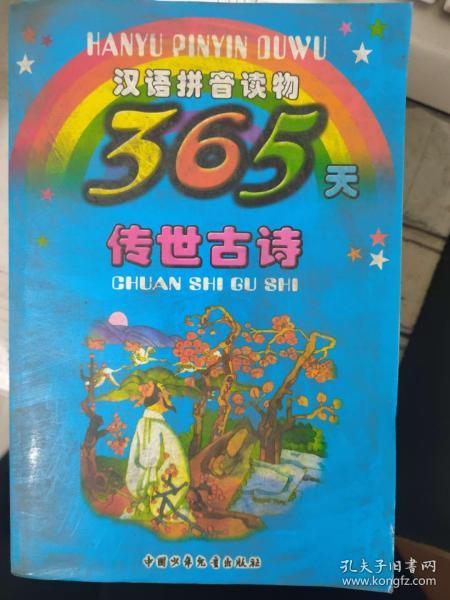 HANYU PINYIN DUWU
汉语拼音读物
365天
传世古诗
CHUAN SHI GU SHI
中国少年儿童出版社
孔夫子旧书网
www.kongfz.com